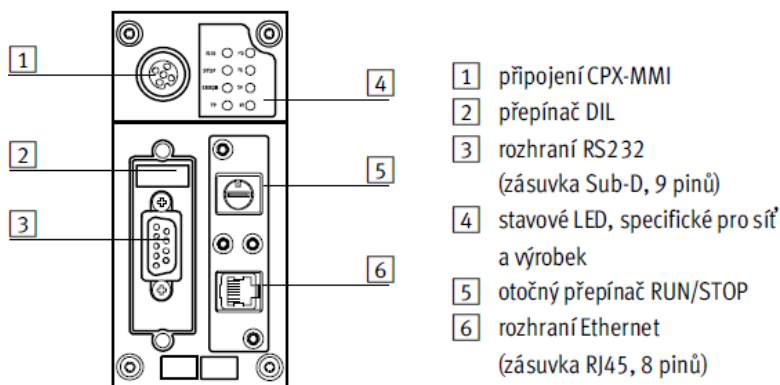 1
2
3
4
5
6
RUN
STOP
ERROR
1 připojení CPX-MMI
2 přepínač DIL
3 rozhraní RS232
(zásuvka Sub-D, 9 pinů)
4 stavové LED, specifické pro síť
a výrobek
5 otočný přepínač RUN/STOP
6 rozhraní Ethernet
(zásuvka RJ45, 8 pinů)